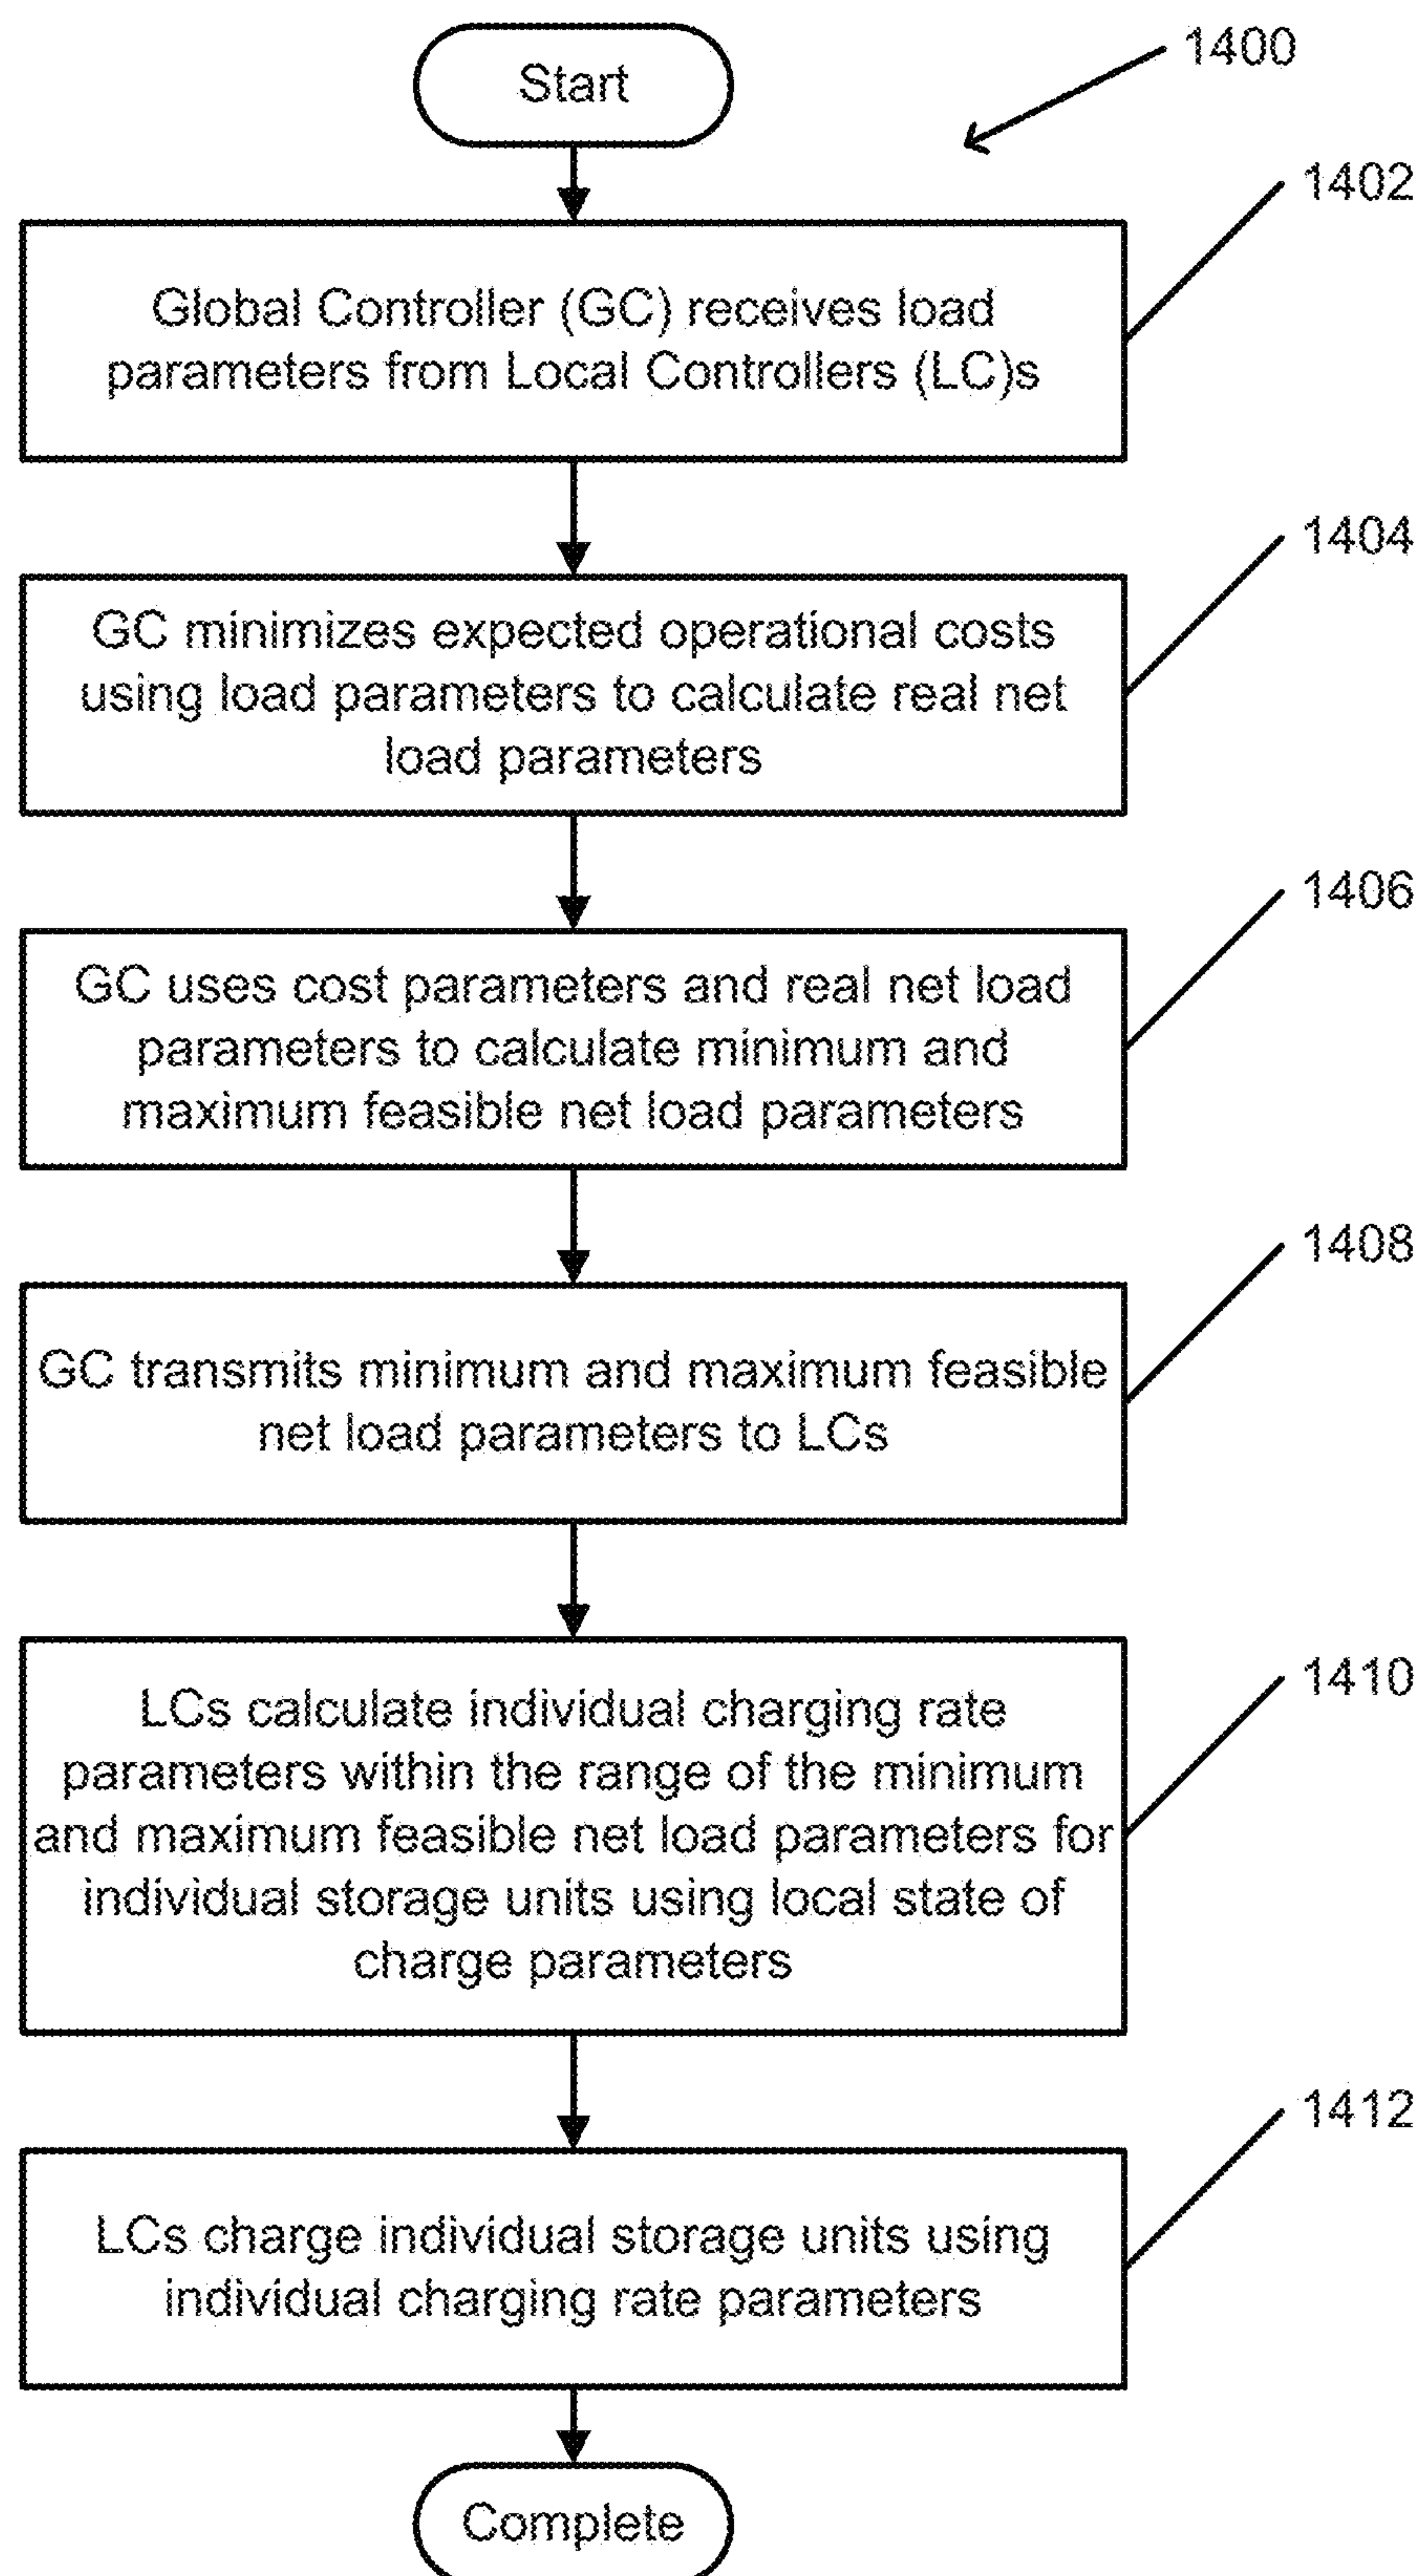 Start
1400
1402
Global Controller (GC) receives load
parameters from Local Controllers (LC)s
1404
GC minimizes expected operational costs
using load parameters to calculate real net
load parameters
1406
GC uses cost parameters and real net load
parameters to calculate minimum and
maximum feasible net load parameters
1408
GC transmits minimum and maximum feasible
net load parameters to LCs
1410
LCs calculate individual charging rate
parameters within the range of the minimum
and maximum feasible net load parameters for
individual storage units using local state of
charge parameters
1412
LCs charge individual storage units using
individual charging rate parameters
Complete